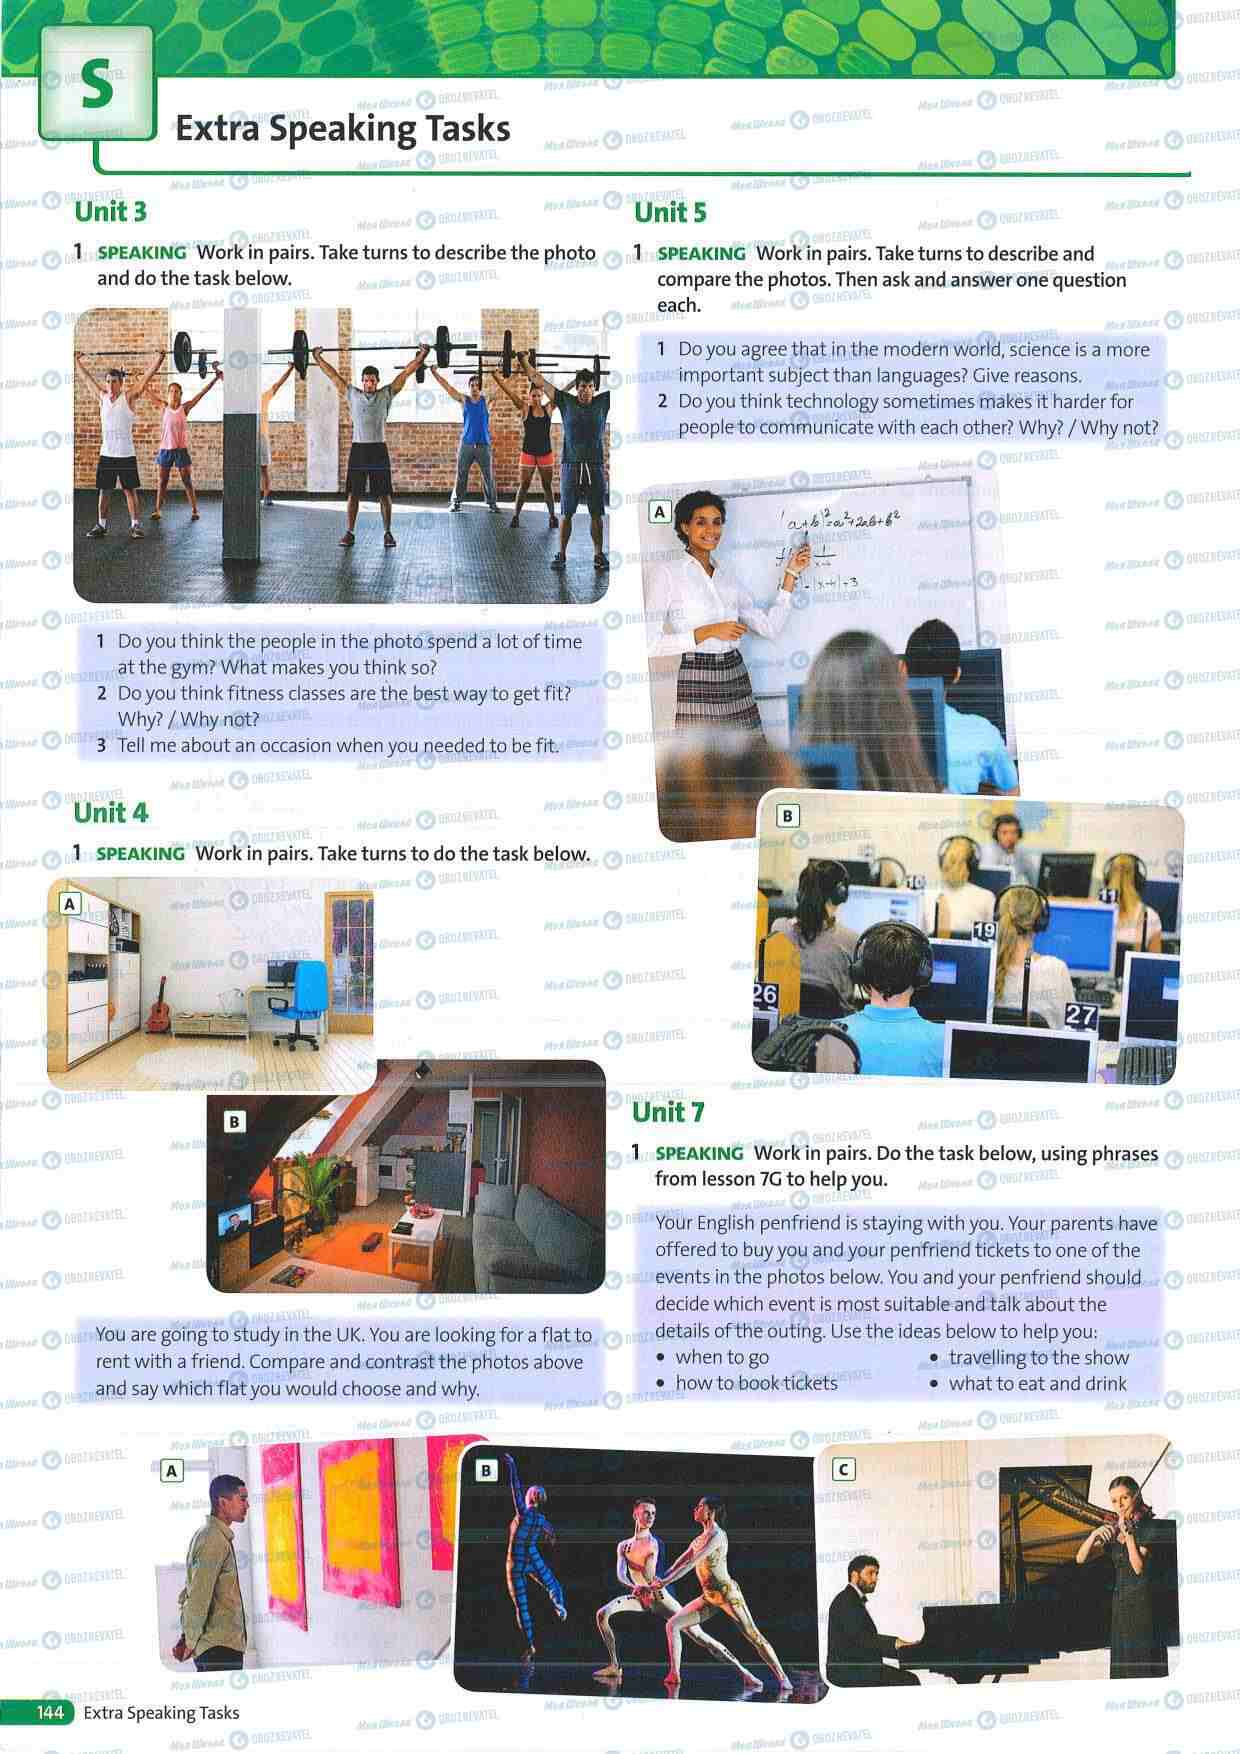 S
Extra Speaking Tasks
Unit 3
1 SPEAKING Work in pairs. Take turns to describe the photo
and do the task below.
1 Do you think the people in the photo spend a lot of time
at the gym? What makes you think so?
2 Do you think fitness classes are the best way to get fit?
Why? / Why not?
3 Tell me about an occasion when you needed to be fit.
Unit 4
1 SPEAKING Work in pairs. Take turns to do the task below.
A
B
You are going to study in the UK. You are looking for a flat to
rent with a friend. Compare and contrast the photos above
and say which flat you would choose and why.
Unit 5
1 SPEAKING Work in pairs. Take turns to describe and
compare the photos. Then ask and answer one question
each.
1 Do you agree that in the modern world, science is a more
important subject than languages? Give reasons.
2 Do you think technology sometimes makes it harder for
people to communicate with each other? Why? / Why not?
A
B
10
11
19
26
27
Unit 7
1 SPEAKING Work in pairs. Do the task below, using phrases
from lesson 7G to help you.
Your English penfriend is staying with you. Your parents have
offered to buy you and your penfriend tickets to one of the
events in the photos below. You and your penfriend should
decide which event is most suitable and talk about the
details of the outing. Use the ideas below to help you:
• when to go • travelling to the show
• how to book tickets • what to eat and drink
A
B
C
144 Extra Speaking Tasks
Моя Школа OBOZREVATEL